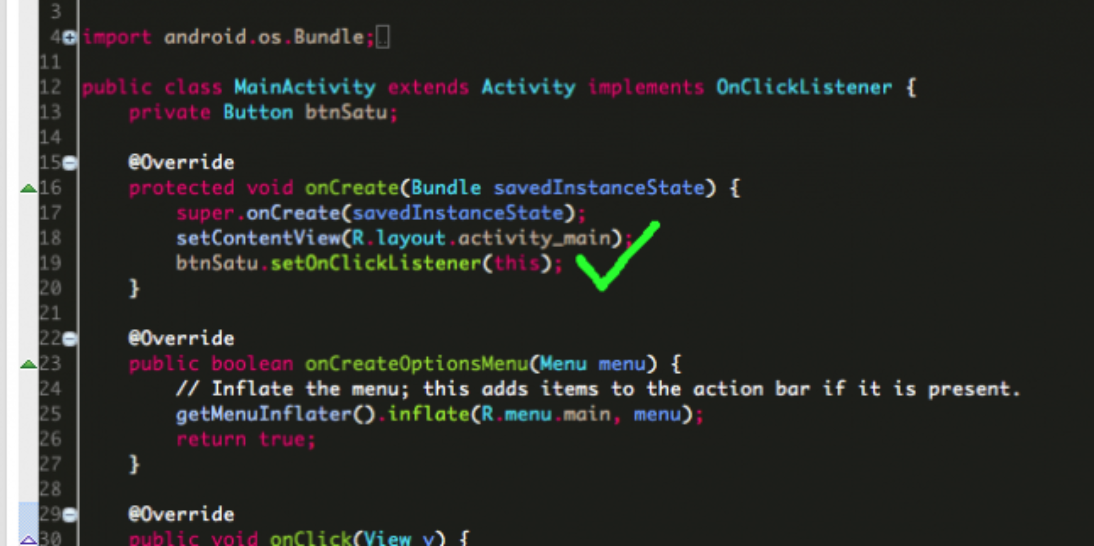 3
4 import android.os.Bundle;
11
12 public class MainActivity extends Activity implements OnClickListener {
13 private Button btnSatu;
14
15 @Override
16 protected void onCreate(Bundle savedInstanceState) {
17 super.onCreate(savedInstanceState);
18 setContentView(R.layout.activity_main);
19 btnSatu.setOnClickListener(this);
20 }
21
22 @Override
23 public boolean onCreateOptionsMenu(Menu menu) {
24 // Inflate the menu; this adds items to the action bar if it is present.
25 getMenuInflater().inflate(R.menu.main, menu);
26 return true;
27 }
28
29 @Override
30 public void onClick(View v) {